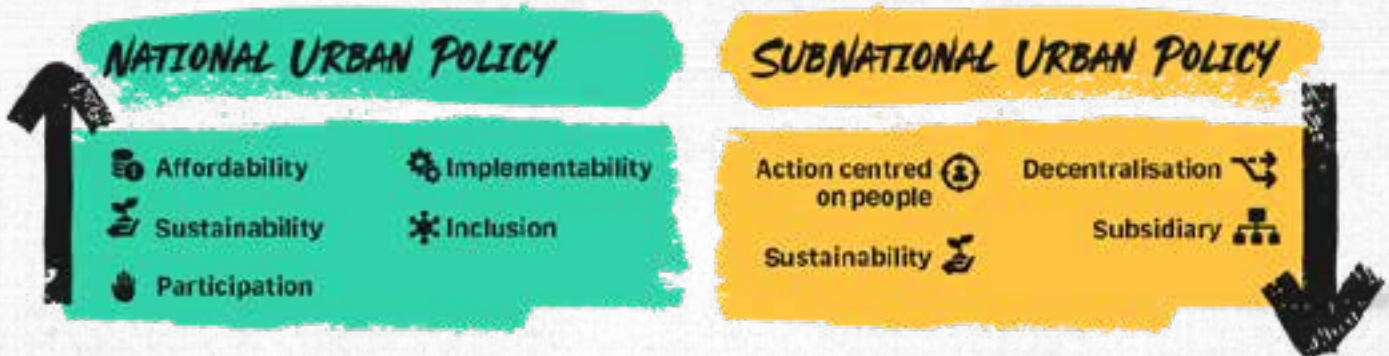 NATIONAL URBAN POLICY
Affordability
Implementability
Sustainability
Inclusion
Participation
SUBNATIONAL URBAN POLICY
Action centred
on people
Decentralisation
Subsidiary
Sustainability